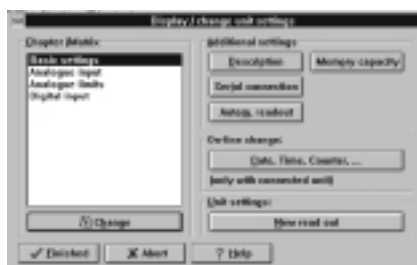 Display / change unit settings
Chapter /Matrix
Basic settings
Analogue input
Analogue limits
Digital input
Change
Additional settings
Description
Memory capacity
Serial connection
Autom. readout
On-line change:
Date, Time, Counter, ...
(only with connected unit)
Unit settings:
New read out
Finished
Abort
? Help